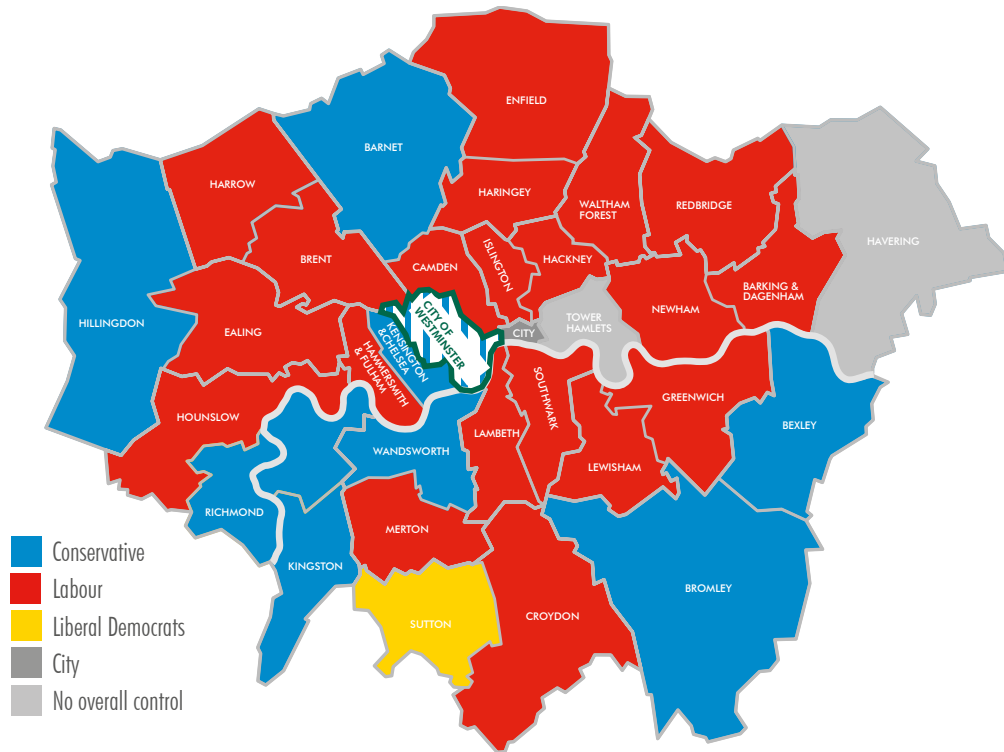 ENFIELD
BARNET
HARROW
HARINGEY
WALTHAM
FOREST
REDBRIDGE
HAVERING
BRENT
CAMDEN
ISLINGTON
HACKNEY
BARKING &
DAGENHAM
NEWHAM
TOWER
HAMLETS
CITY
CITY OF
WESTMINSTER
KENSINGTON
& CHELSEA
HAMMERSMITH
& FULHAM
HILLINGDON
EALING
HOUNSLOW
RICHMOND
WANDSWORTH
LAMBETH
SOUTHWARK
GREENWICH
LEWISHAM
BEXLEY
KINGSTON
MERTON
SUTTON
CROYDON
BROMLEY
Conservative
Labour
Liberal Democrats
City
No overall control